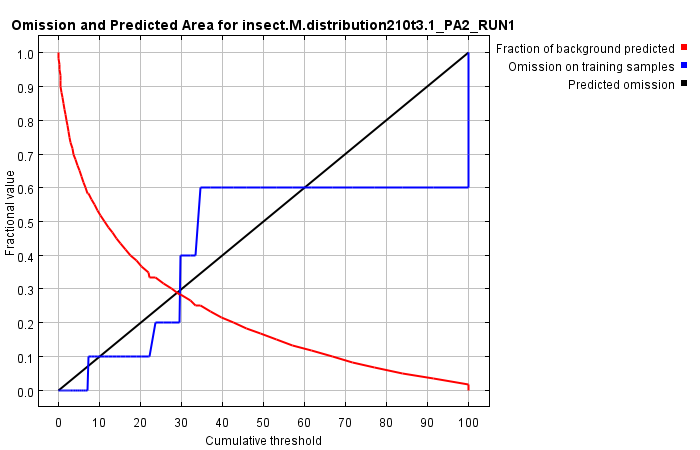 Omission and Predicted Area for insect.M.distribution210t3.1_PA2_RUN1
Fraction of background predicted
Omission on training samples
Predicted omission
Fractional value
1.0
0.9
0.8
0.7
0.6
0.5
0.4
0.3
0.2
0.1
0.0
0 10 20 30 40 50 60 70 80 90 100
Cumulative threshold